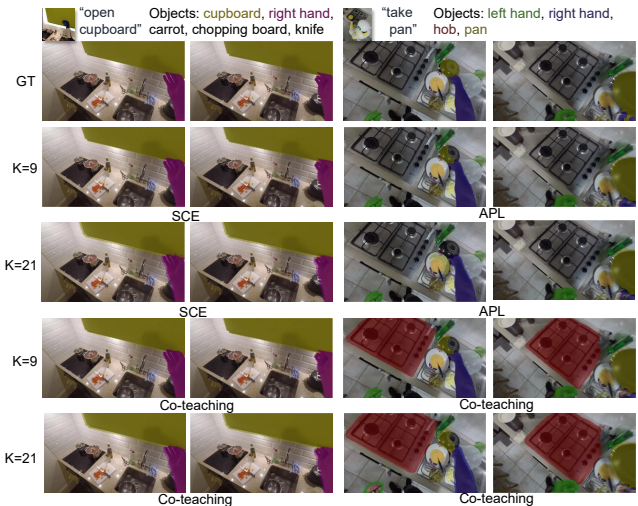 "open cupboard"
Objects: cupboard, right hand, carrot, chopping board, knife
"take pan"
Objects: left hand, right hand, hob, pan
GT
K=9
SCE
APL
K=21
SCE
APL
K=9
Co-teaching
Co-teaching
K=21
Co-teaching
Co-teaching